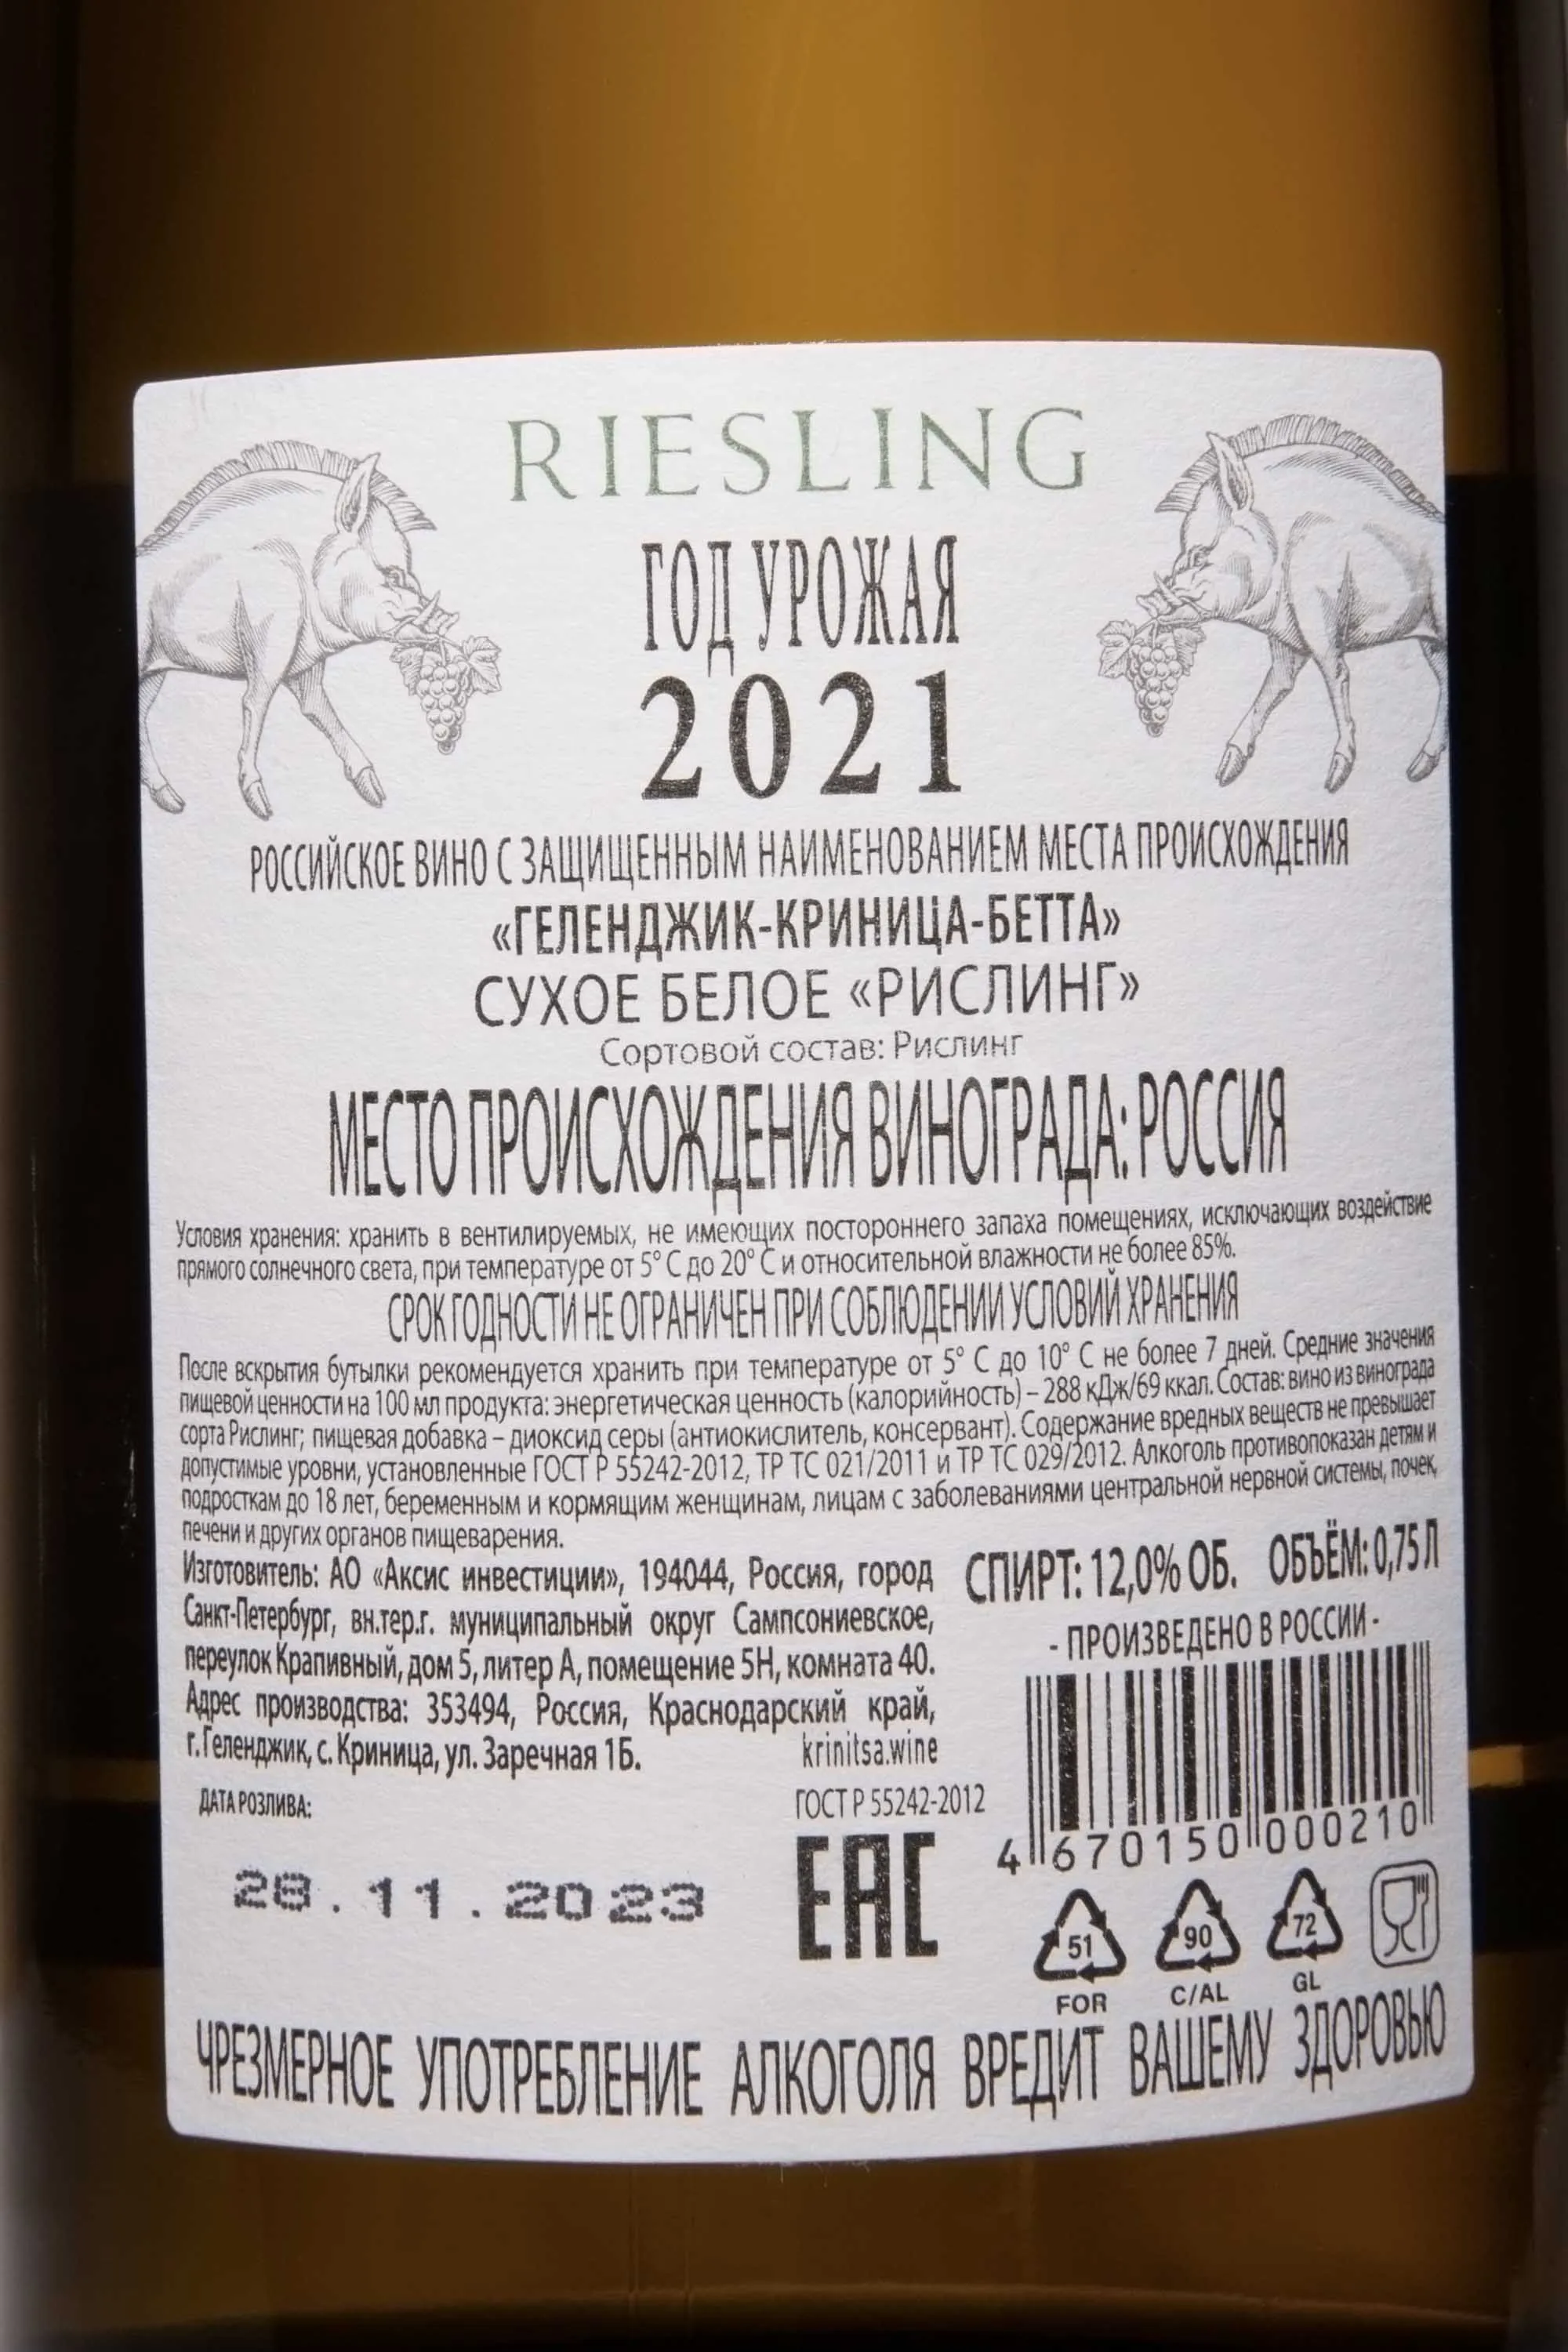 RIESLING
ГОД УРОЖАЯ
2021
РОССИЙСКОЕ ВИНО С ЗАЩИЩЕННЫМ НАИМЕНОВАНИЕМ МЕСТА ПРОИСХОЖДЕНИЯ
«ГЕЛЕНДЖИК-КРИНИЦА-БЕТТА»
СУХОЕ БЕЛОЕ «РИСЛИНГ»
Сортовой состав: Рислинг
МЕСТО ПРОИСХОЖДЕНИЯ ВИНОГРАДА: РОССИЯ
Условия хранения: хранить в вентилируемых, не имеющих постороннего запаха помещениях, исключающих воздействие
прямого солнечного света, при температуре от 5° С до 20° С и относительной влажности не более 85%.
СРОК ГОДНОСТИ НЕ ОГРАНИЧЕН ПРИ СОБЛЮДЕНИИ УСЛОВИЙ ХРАНЕНИЯ
После вскрытия бутылки рекомендуется хранить при температуре от 5° С до 10° С не более 7 дней. Средние значения
пищевой ценности на 100 мл продукта: энергетическая ценность (калорийность) – 288 кДж/69 ккал. Состав: вино из винограда
сорта Рислинг; пищевая добавка – диоксид серы (антиокислитель, консервант). Содержание вредных веществ не превышает
допустимые уровни, установленные ГОСТ Р 55242-2012, ТР ТС 021/2011 и ТР ТС 029/2012. Алкоголь противопоказан детям и
подросткам до 18 лет, беременным и кормящим женщинам, лицам с заболеваниями центральной нервной системы, почек,
печени и других органов пищеварения.
Изготовитель: АО «Аксис инвестиции», 194044, Россия, город
Санкт-Петербург, вн.тер.г. муниципальный округ Сампсониевское,
переулок Крапивный, дом 5, литер А, помещение 5Н, комната 40.
Адрес производства: 353494, Россия, Краснодарский край,
г. Геленджик, с. Криница, ул. Заречная 1Б.
krinitsa.wine
СПИРТ: 12,0% ОБ. ОБЪЁМ: 0,75 Л
- ПРОИЗВЕДЕНО В РОССИИ -
ДАТА РОЗЛИВА:
28.11.2023
ГОСТ Р 55242-2012
ЕАС
4 670150 000210
51 90 72
FOR C/AL GL
ЧРЕЗМЕРНОЕ УПОТРЕБЛЕНИЕ АЛКОГОЛЯ ВРЕДИТ ВАШЕМУ ЗДОРОВЬЮ